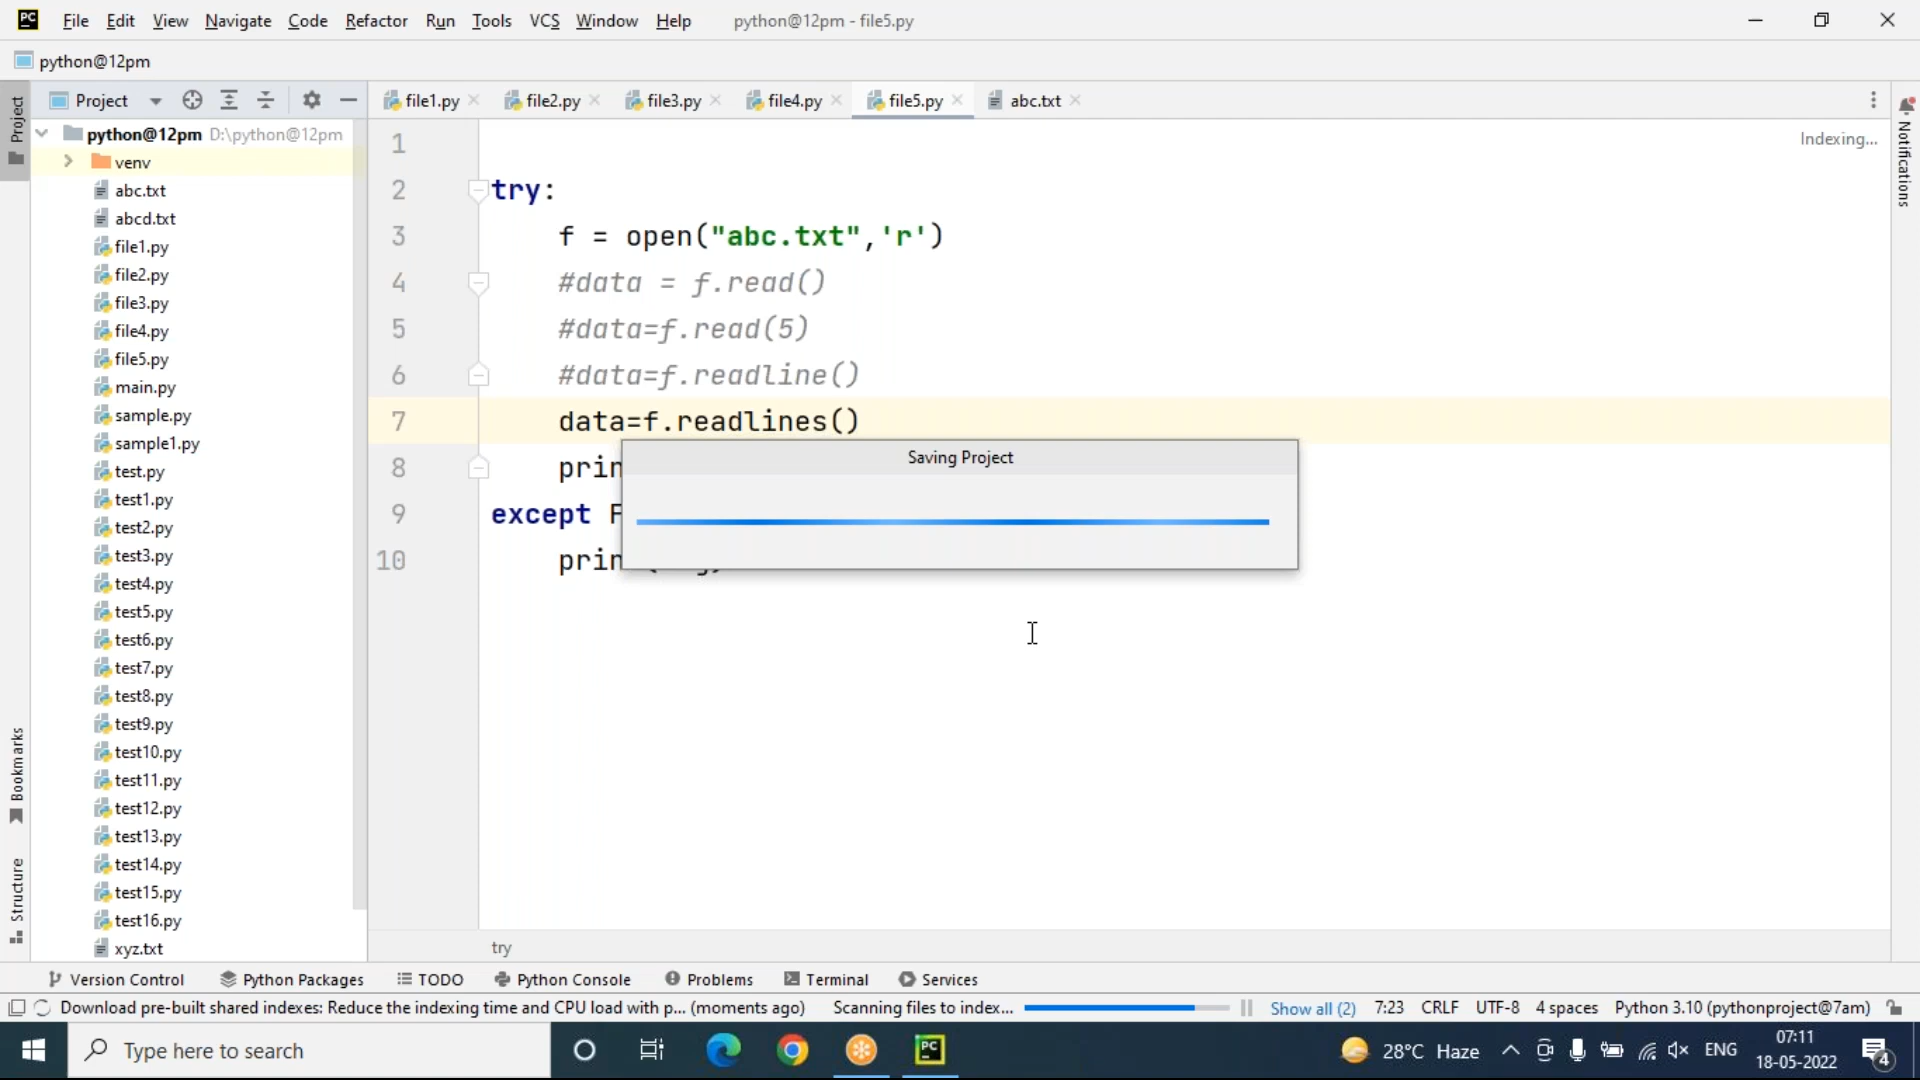 PC File Edit View Navigate Code Refactor Run Tools VCS Window Help python@12pm - file5.py
python@12pm
Project
Project
file1.py file2.py file3.py file4.py file5.py abc.txt
python@12pm D:\python@12pm
venv
abc.txt
abcd.txt
file1.py
file2.py
file3.py
file4.py
file5.py
main.py
sample.py
sample1.py
test.py
test1.py
test2.py
test3.py
test4.py
test5.py
test6.py
test7.py
test8.py
test9.py
test10.py
test11.py
test12.py
test13.py
test14.py
test15.py
test16.py
xyz.txt
Bookmarks
Structure
Indexing...
Notifications
1
2 try:
3 f = open("abc.txt",'r')
4 #data = f.read()
5 #data=f.read(5)
6 #data=f.readline()
7 data=f.readlines()
8 prin
9 except F
10 prin
Saving Project
try
Version Control Python Packages TODO Python Console Problems Terminal Services
Download pre-built shared indexes: Reduce the indexing time and CPU load with p... (moments ago) Scanning files to index... Show all (2) 7:23 CRLF UTF-8 4 spaces Python 3.10 (pythonproject@7am)
Type here to search
PC
28°C Haze
ENG
07:11
18-05-2022
4